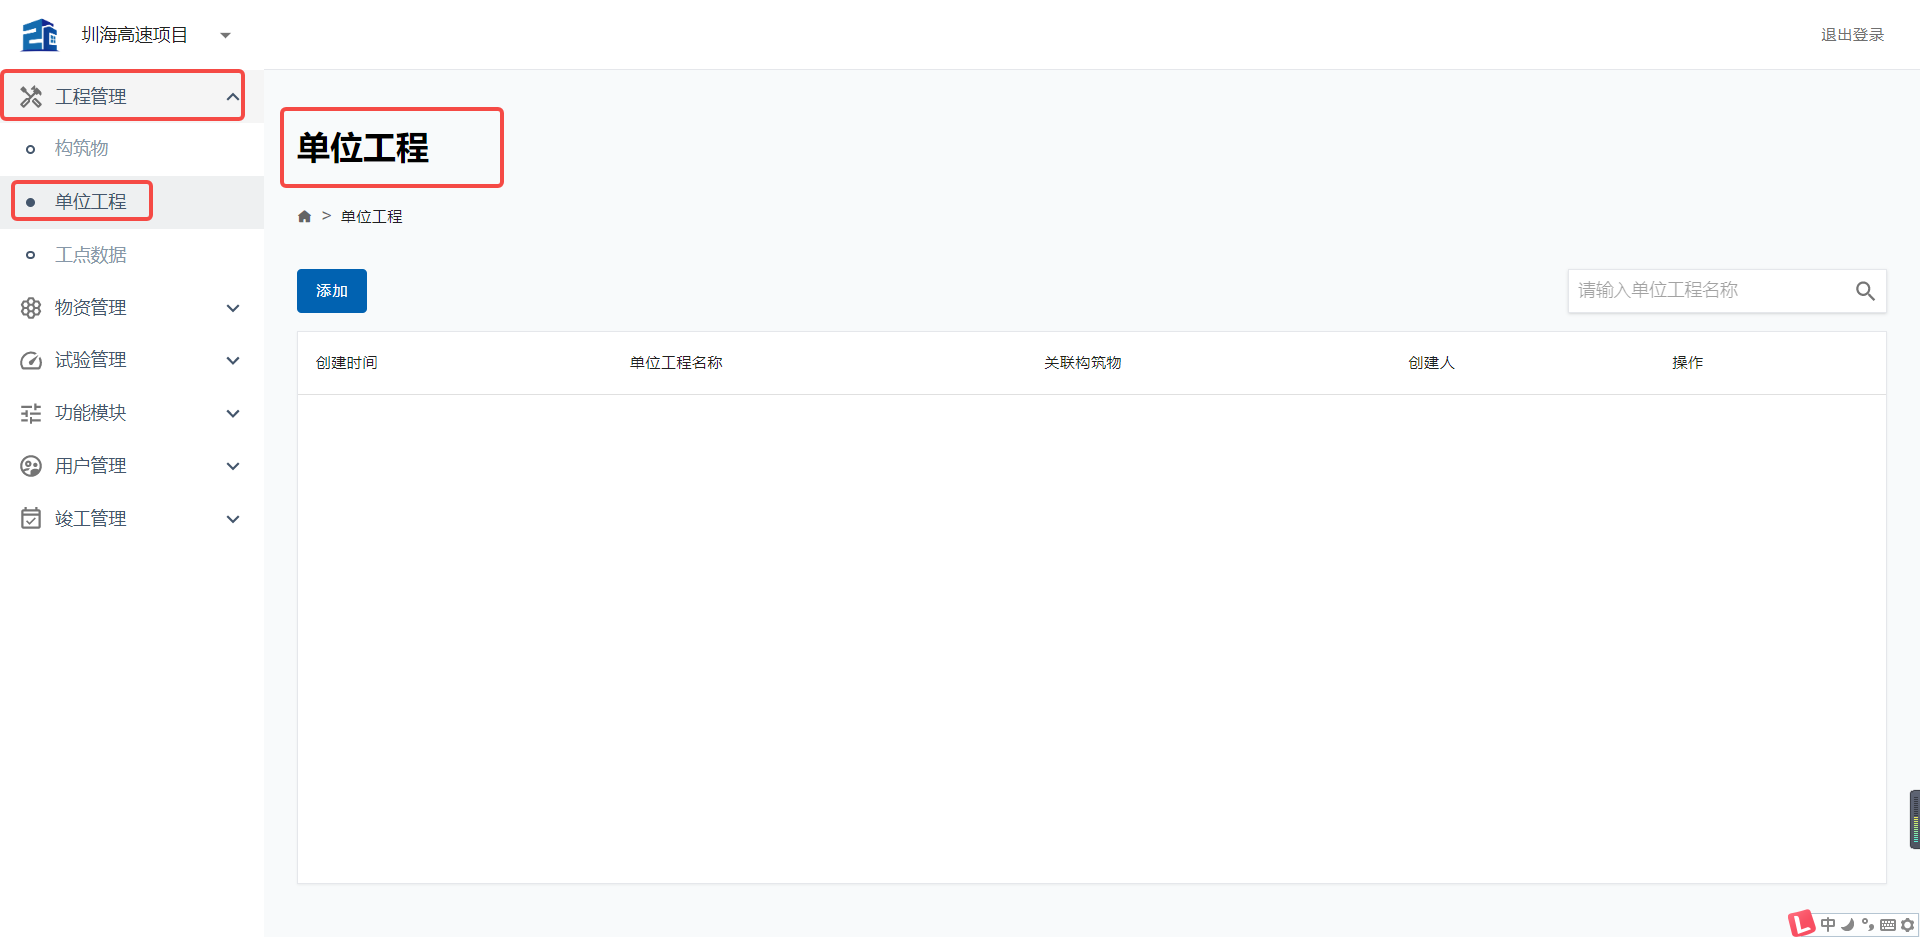 圳海高速项目
退出登录
工程管理
构筑物
单位工程
工点数据
物资管理
试验管理
功能模块
用户管理
竣工管理
单位工程
> 单位工程
添加
请输入单位工程名称
创建时间 单位工程名称 关联构筑物 创建人 操作
中